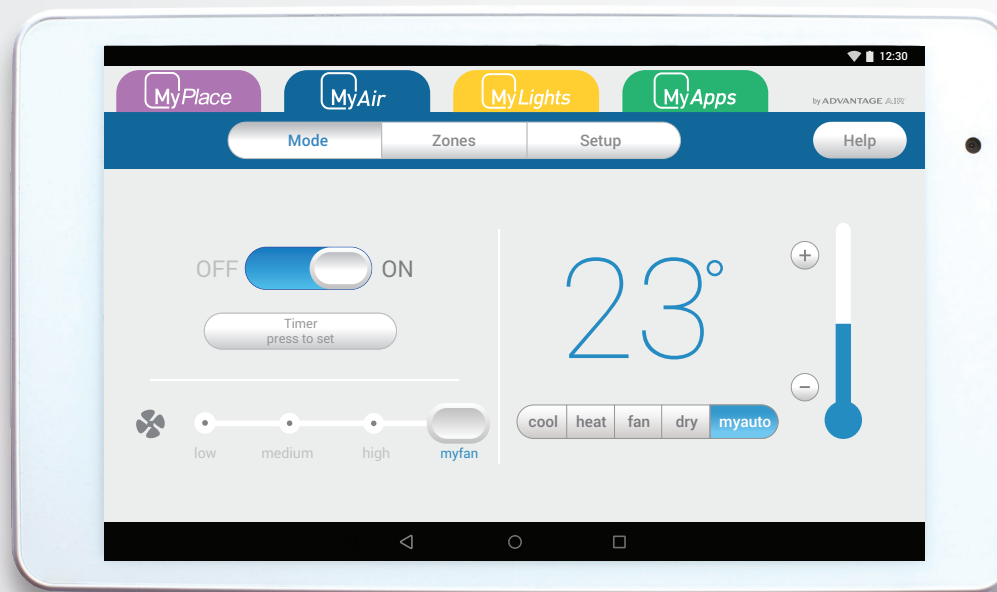 12:30
MyPlace
MyAir
MyLights
MyApps
by ADVANTAGE AIR
Mode
Zones
Setup
Help
OFF
ON
Timer
press to set
low
medium
high
myfan
23°
+
−
cool
heat
fan
dry
myauto